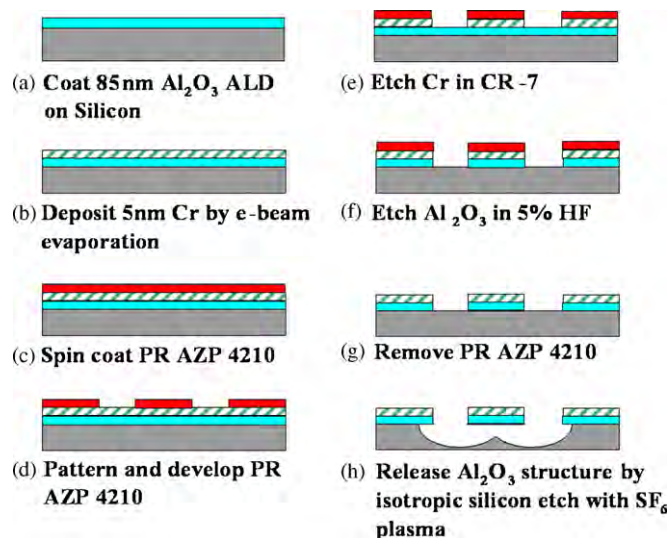 (a) Coat 85nm Al₂O₃ ALD
on Silicon
(b) Deposit 5nm Cr by e-beam
evaporation
(c) Spin coat PR AZP 4210
(d) Pattern and develop PR
AZP 4210
(e) Etch Cr in CR-7
(f) Etch Al ₂O₃ in 5% HF
(g) Remove PR AZP 4210
(h) Release Al₂O₃ structure by
isotropic silicon etch with SF₆
plasma